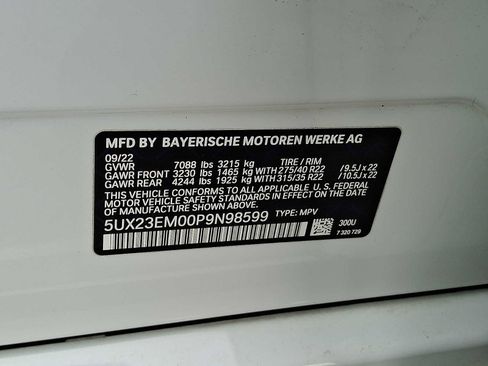 MFD BY BAYERISCHE MOTOREN WERKE AG
09/22
GVWR 7088 lbs 3215 kg TIRE / RIM
GAWR FRONT 3230 lbs 1465 kg WITH 275/40 R22 / 9.5J x 22
GAWR REAR 4244 lbs 1925 kg WITH 315/35 R22 / 10.5J x 22
THIS VEHICLE CONFORMS TO ALL APPLICABLE U.S. FEDERAL
MOTOR VEHICLE SAFETY STANDARDS IN EFFECT ON THE DATE
OF MANUFACTURE SHOWN ABOVE.
5UX23EM00P9N98599 TYPE: MPV
300U
7 320 729